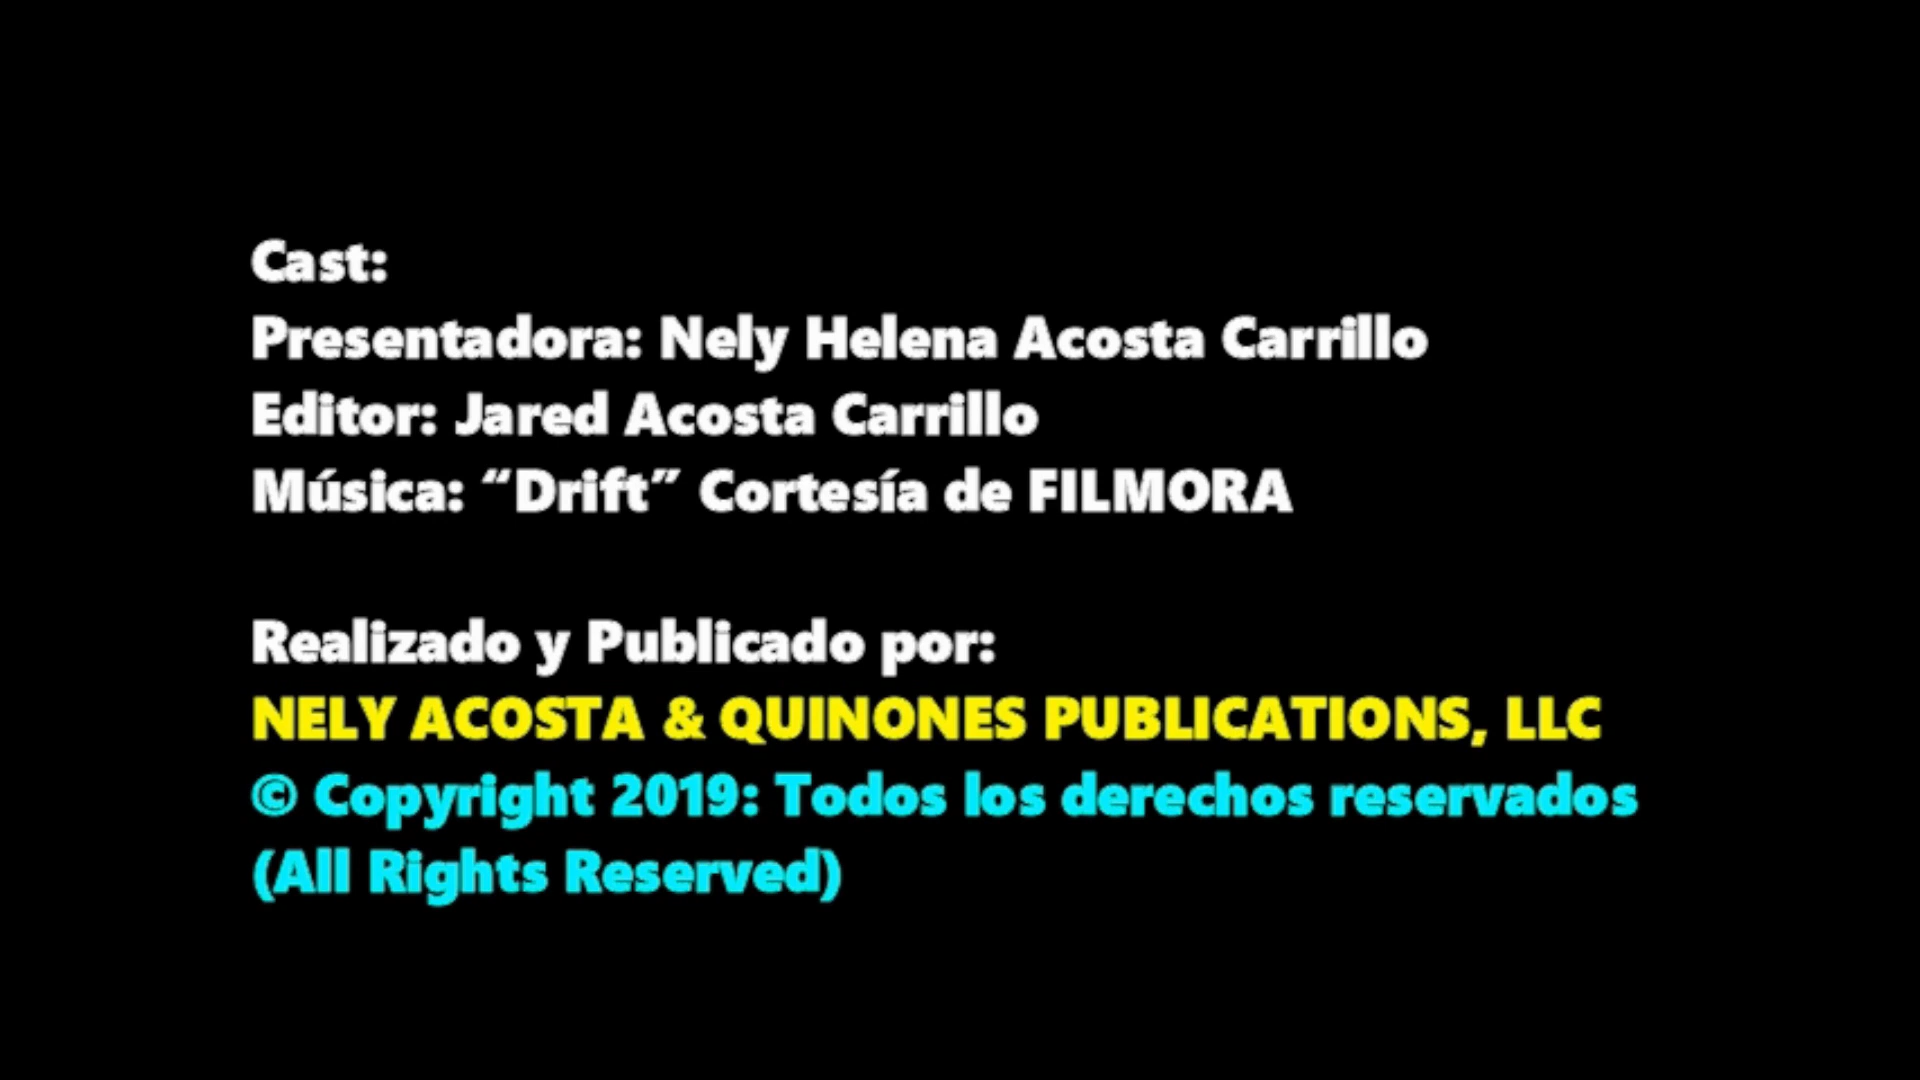 Cast:
Presentadora: Nely Helena Acosta Carrillo
Editor: Jared Acosta Carrillo
Música: “Drift” Cortesía de FILMORA
Realizado y Publicado por:
NELY ACOSTA & QUINONES PUBLICATIONS, LLC
© Copyright 2019: Todos los derechos reservados
(All Rights Reserved)